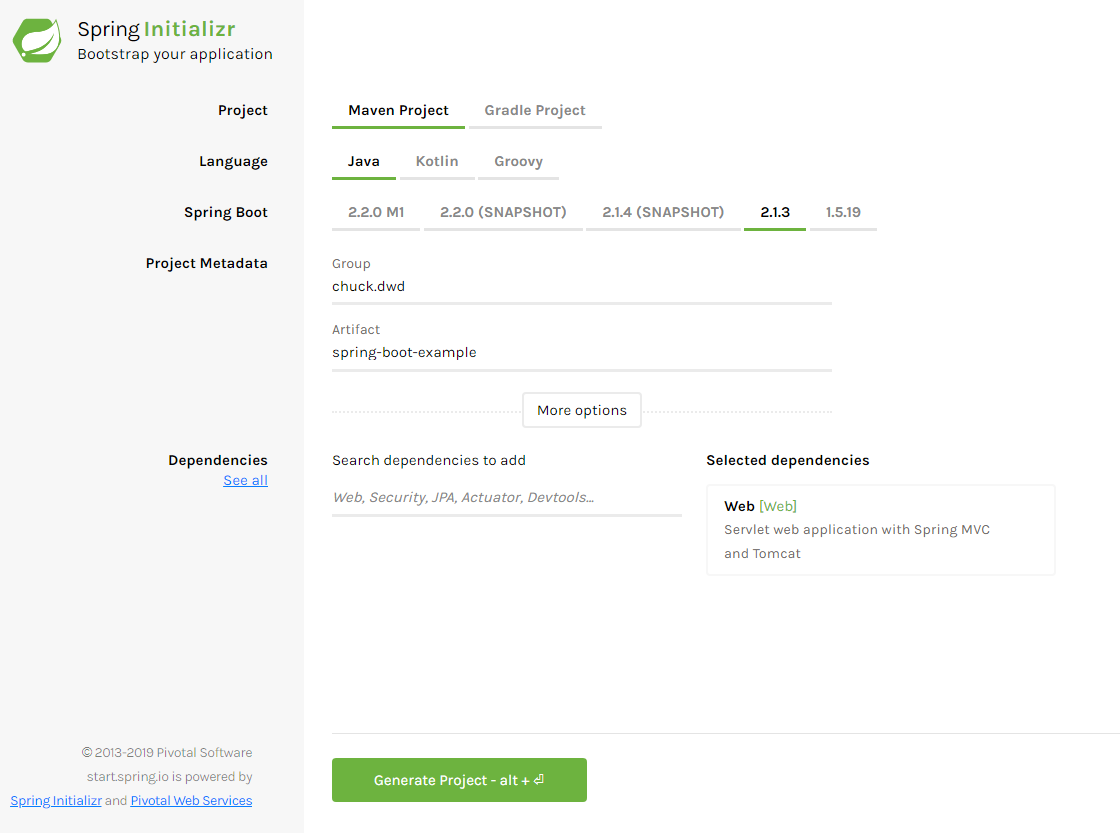 Spring Initializr
Bootstrap your application
Project
Maven Project
Gradle Project
Language
Java
Kotlin
Groovy
Spring Boot
2.2.0 M1
2.2.0 (SNAPSHOT)
2.1.4 (SNAPSHOT)
2.1.3
1.5.19
Project Metadata
Group
chuck.dwd
Artifact
spring-boot-example
More options
Dependencies
See all
Search dependencies to add
Web, Security, JPA, Actuator, Devtools...
Selected dependencies
Web [Web]
Servlet web application with Spring MVC
and Tomcat
© 2013-2019 Pivotal Software
start.spring.io is powered by
Spring Initializr and Pivotal Web Services
Generate Project - alt + ⏎